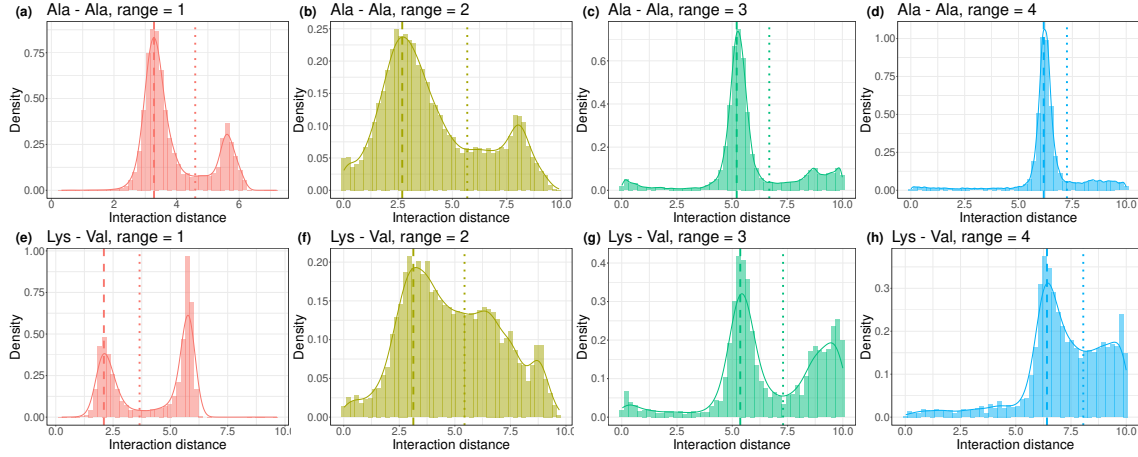 (a) Ala - Ala, range = 1
Density
0.75
0.50
0.25
0.00
0 2 4 6
Interaction distance
(b) Ala - Ala, range = 2
Density
0.25
0.20
0.15
0.10
0.05
0.00
0.0 2.5 5.0 7.5 10.0
Interaction distance
(c) Ala - Ala, range = 3
Density
0.6
0.4
0.2
0.0
0.0 2.5 5.0 7.5 10.0
Interaction distance
(d) Ala - Ala, range = 4
Density
1.00
0.75
0.50
0.25
0.00
0.0 2.5 5.0 7.5 10.0
Interaction distance
(e) Lys - Val, range = 1
Density
1.00
0.75
0.50
0.25
0.00
0.0 2.5 5.0 7.5 10.
Interaction distance
(f) Lys - Val, range = 2
Density
0.20
0.15
0.10
0.05
0.00
0.0 2.5 5.0 7.5 10.0
Interaction distance
(g) Lys - Val, range = 3
Density
0.4
0.3
0.2
0.1
0.0
0.0 2.5 5.0 7.5 10.0
Interaction distance
(h) Lys - Val, range = 4
Density
0.3
0.2
0.1
0.0
0.0 2.5 5.0 7.5 10.0
Interaction distance